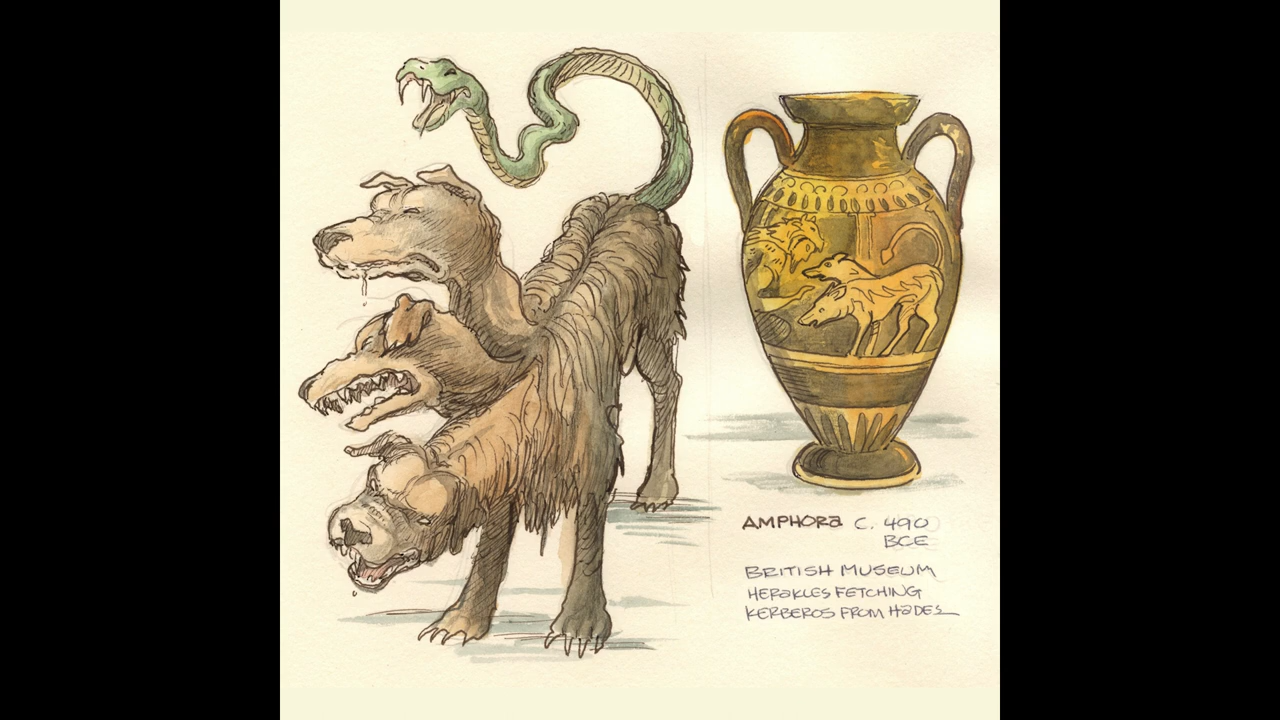 AMPHORa C. 490
BCE
BRITISH MUSEUM
HERaKLES FETCHING
KERBEROS FROM HaDES